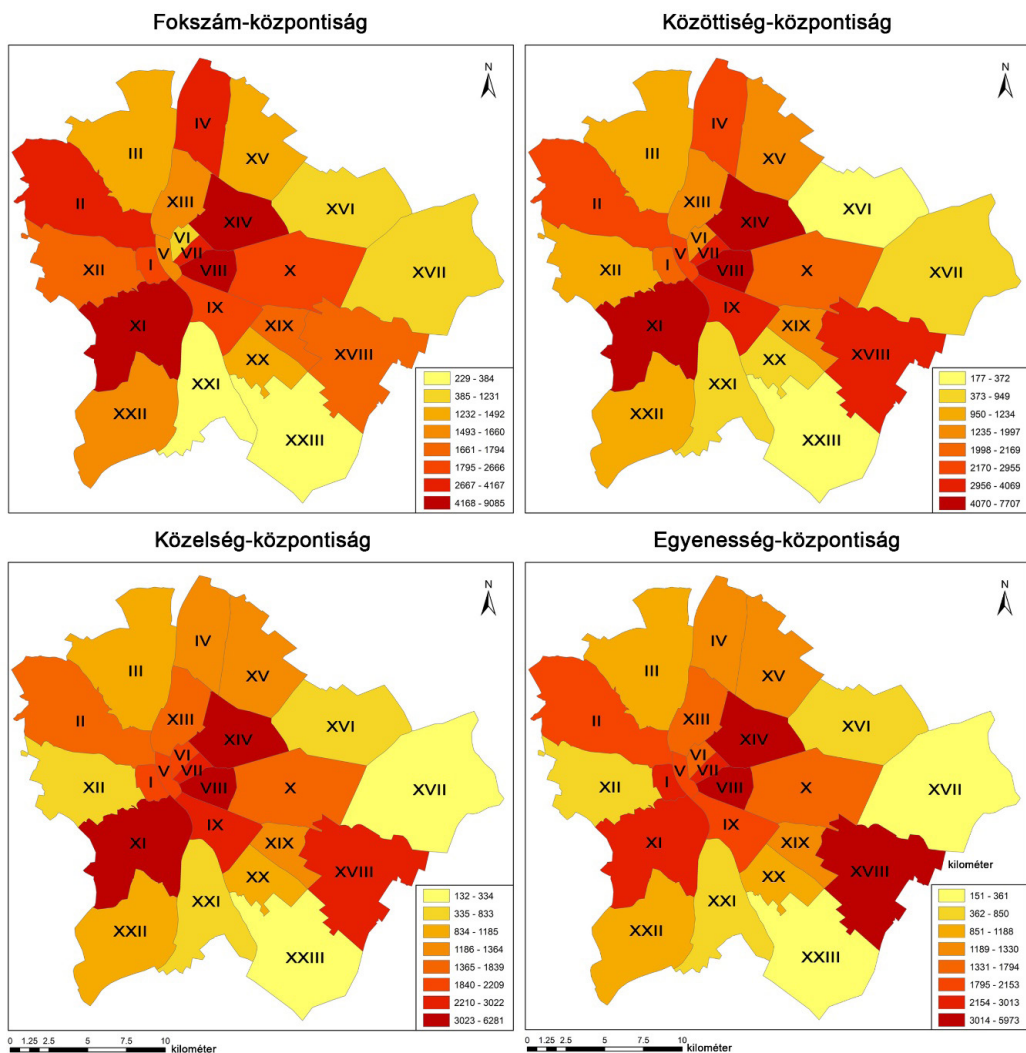 Fokszám-központiság
N
IV
III
XV
XIII
XVI
II
XIV
VI
XVII
V
VII
I
VIII
X
XII
IX
XI
XIX
XVIII
XX
XXI
XXII
XXIII
229 - 384
385 - 1231
1232 - 1492
1493 - 1660
1661 - 1794
1795 - 2666
2667 - 4167
4168 - 9085
Közöttiség-központiság
N
IV
III
XV
XIII
XVI
II
XIV
VI
XVII
V
VII
I
VIII
X
XII
IX
XI
XIX
XVIII
XX
XXI
XXII
XXIII
177 - 372
373 - 949
950 - 1234
1235 - 1997
1998 - 2169
2170 - 2955
2956 - 4069
4070 - 7707
Közelség-központiság
N
IV
III
XV
XIII
XVI
II
XIV
VI
XVII
V
VII
I
VIII
X
XII
IX
XI
XIX
XVIII
XX
XXI
XXII
XXIII
132 - 334
335 - 833
834 - 1185
1186 - 1364
1365 - 1839
1840 - 2209
2210 - 3022
3023 - 6281
0 1.25 2.5 5 7.5 10
kilométer
Egyenesség-központiság
N
IV
III
XV
XIII
XVI
II
XIV
VI
XVII
V
VII
I
VIII
X
XII
IX
XI
XIX
XVIII
kilométer
XX
XXI
XXII
XXIII
151 - 361
362 - 850
851 - 1188
1189 - 1330
1331 - 1794
1795 - 2153
2154 - 3013
3014 - 5973
0 1.25 2.5 5 7.5 10
kilométer